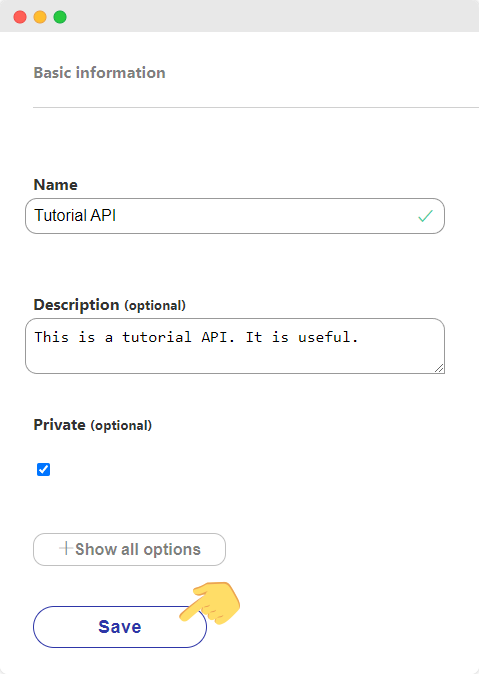 Basic information
Name
Tutorial API
Description (optional)
This is a tutorial API. It is useful.
Private (optional)
Show all options
Save